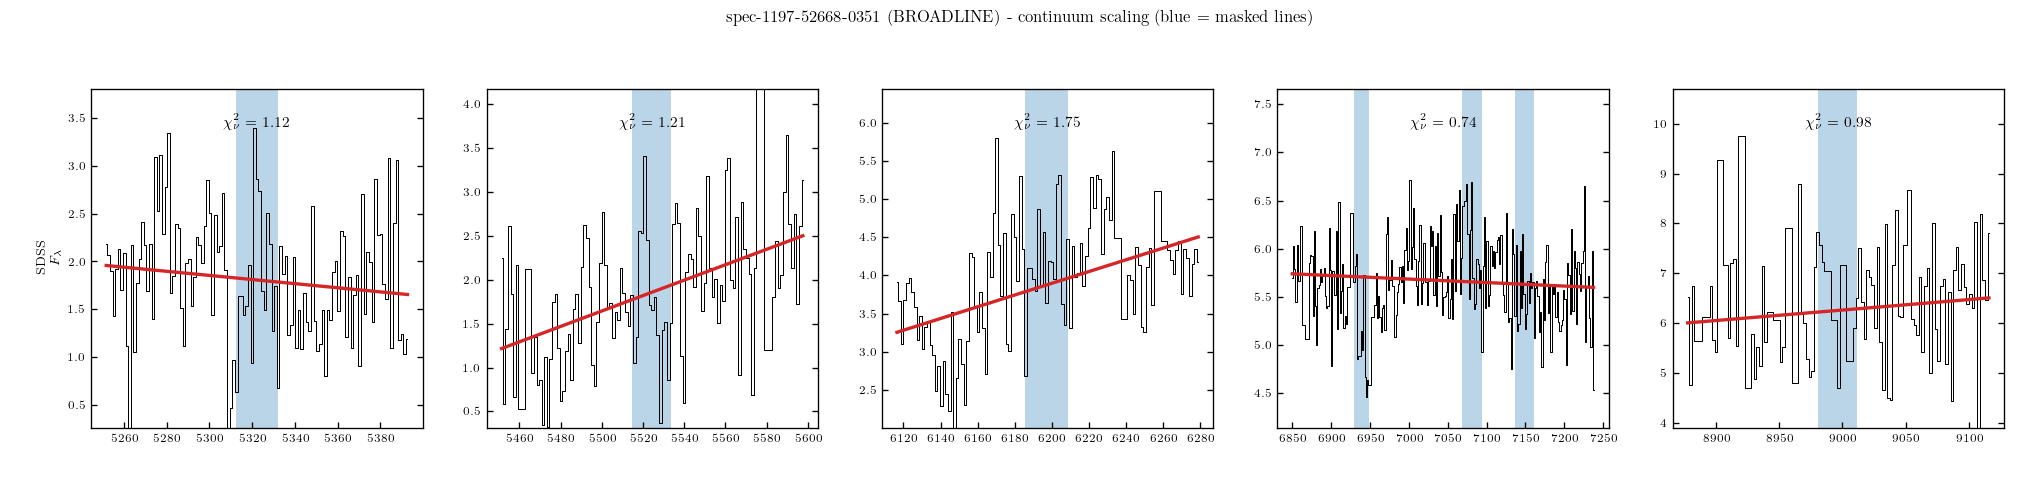 spec-1197-52668-0351 (BROADLINE) - continuum scaling (blue = masked lines)
SDSS
F_λ
χ²_ν = 1.12
3.5
3.0
2.5
2.0
1.5
1.0
0.5
5260 5280 5300 5320 5340 5360 5380
χ²_ν = 1.21
4.0
3.5
3.0
2.5
2.0
1.5
1.0
0.5
5460 5480 5500 5520 5540 5560 5580 5600
χ²_ν = 1.75
6.0
5.5
5.0
4.5
4.0
3.5
3.0
2.5
6120 6140 6160 6180 6200 6220 6240 6260 6280
χ²_ν = 0.74
7.5
7.0
6.5
6.0
5.5
5.0
4.5
6850 6900 6950 7000 7050 7100 7150 7200 7250
χ²_ν = 0.98
10
9
8
7
6
5
4
8900 8950 9000 9050 9100